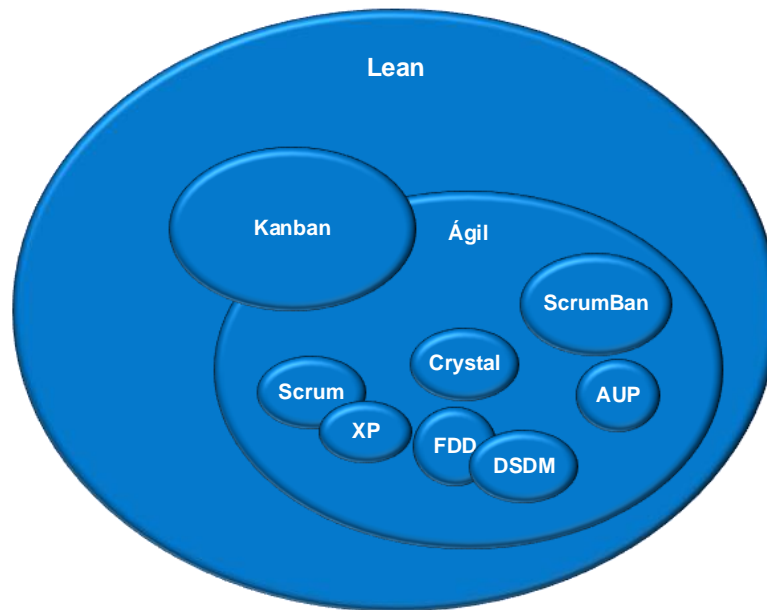 Lean
Kanban
Ágil
ScrumBan
Crystal
Scrum
AUP
XP
FDD
DSDM